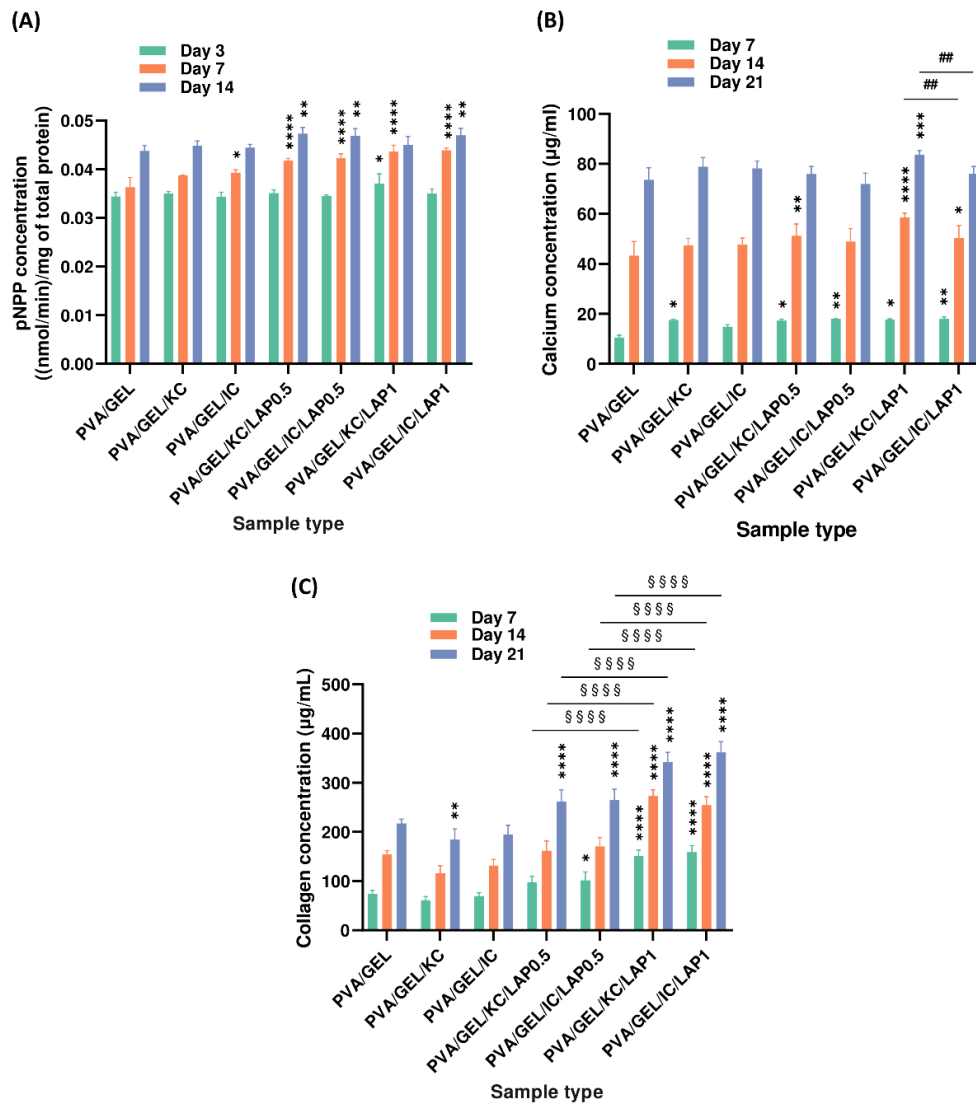 (A)
Day 3
Day 7
Day 14
pNPP concentration
((nmol/min)/mg of total protein)
0.05
0.04
0.03
0.02
0.01
0.00
*
****
**
****
**
*
****
****
**
PVA/GEL
PVA/GEL/KC
PVA/GEL/IC
PVA/GEL/KC/LAP0.5
PVA/GEL/IC/LAP0.5
PVA/GEL/KC/LAP1
PVA/GEL/IC/LAP1
Sample type
(B)
Day 7
Day 14
Day 21
Calcium concentration (μg/ml)
100
80
60
40
20
0
##
##
*
*
**
**
*
****
***
**
*
PVA/GEL
PVA/GEL/KC
PVA/GEL/IC
PVA/GEL/KC/LAP0.5
PVA/GEL/IC/LAP0.5
PVA/GEL/KC/LAP1
PVA/GEL/IC/LAP1
Sample type
(C)
Day 7
Day 14
Day 21
Collagen concentration (μg/mL)
500
400
300
200
100
0
§§§§
§§§§
§§§§
§§§§
§§§§
§§§§
**
****
*
****
****
****
****
****
****
****
PVA/GEL
PVA/GEL/KC
PVA/GEL/IC
PVA/GEL/KC/LAP0.5
PVA/GEL/IC/LAP0.5
PVA/GEL/KC/LAP1
PVA/GEL/IC/LAP1
Sample type